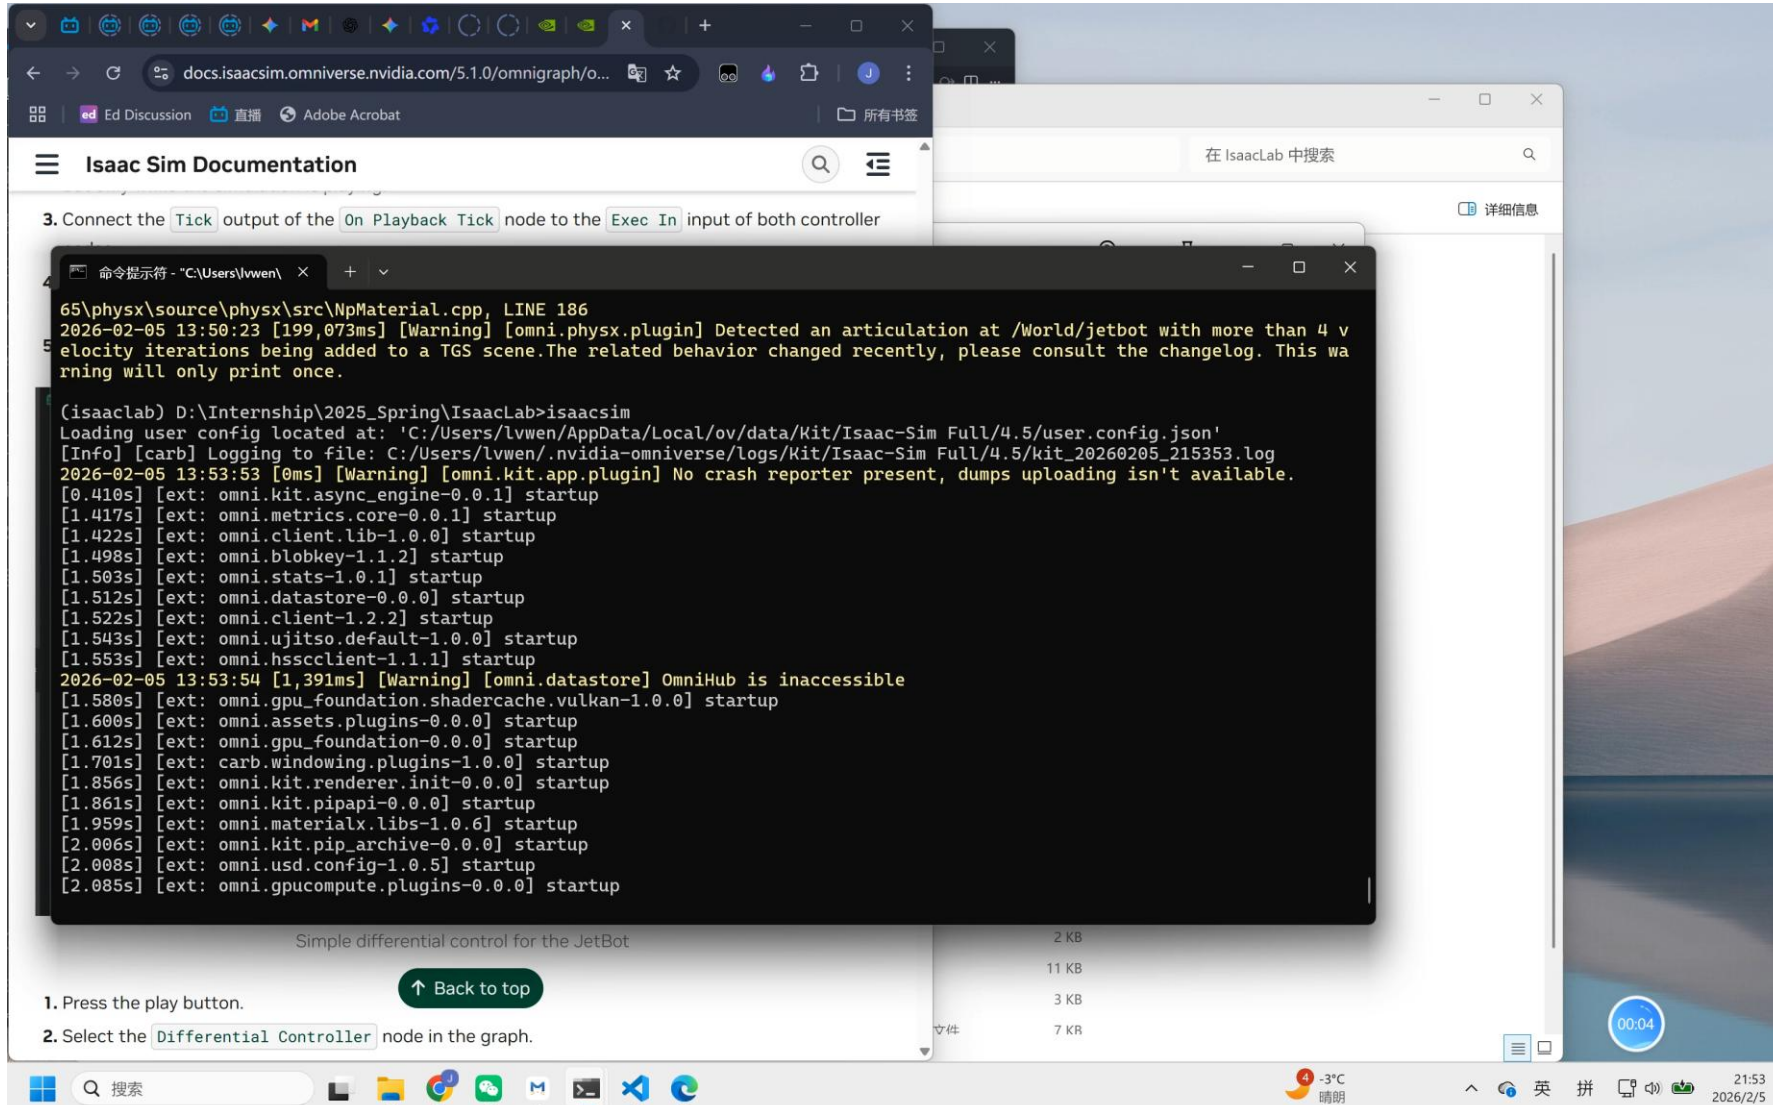 docs.isaacsim.omniverse.nvidia.com/5.1.0/omnigraph/o...
J
ed Ed Discussion
直播
Adobe Acrobat
所有书签
Isaac Sim Documentation
在 IsaacLab 中搜索
详细信息
3. Connect the Tick output of the On Playback Tick node to the Exec In input of both controller
命令提示符 - "C:\Users\lvwen\
65\physx\source\physx\src\NpMaterial.cpp, LINE 186
2026-02-05 13:50:23 [199,073ms] [Warning] [omni.physx.plugin] Detected an articulation at /World/jetbot with more than 4 v
elocity iterations being added to a TGS scene.The related behavior changed recently, please consult the changelog. This wa
rning will only print once.
(isaaclab) D:\Internship\2025_Spring\IsaacLab>isaacsim
Loading user config located at: 'C:/Users/lvwen/AppData/Local/ov/data/Kit/Isaac-Sim Full/4.5/user.config.json'
[Info] [carb] Logging to file: C:/Users/lvwen/.nvidia-omniverse/logs/Kit/Isaac-Sim Full/4.5/kit_20260205_215353.log
2026-02-05 13:53:53 [0ms] [Warning] [omni.kit.app.plugin] No crash reporter present, dumps uploading isn't available.
[0.410s] [ext: omni.kit.async_engine-0.0.1] startup
[1.417s] [ext: omni.metrics.core-0.0.1] startup
[1.422s] [ext: omni.client.lib-1.0.0] startup
[1.498s] [ext: omni.blobkey-1.1.2] startup
[1.503s] [ext: omni.stats-1.0.1] startup
[1.512s] [ext: omni.datastore-0.0.0] startup
[1.522s] [ext: omni.client-1.2.2] startup
[1.543s] [ext: omni.ujitso.default-1.0.0] startup
[1.553s] [ext: omni.hsscclient-1.1.1] startup
2026-02-05 13:53:54 [1,391ms] [Warning] [omni.datastore] OmniHub is inaccessible
[1.580s] [ext: omni.gpu_foundation.shadercache.vulkan-1.0.0] startup
[1.600s] [ext: omni.assets.plugins-0.0.0] startup
[1.612s] [ext: omni.gpu_foundation-0.0.0] startup
[1.701s] [ext: carb.windowing.plugins-1.0.0] startup
[1.856s] [ext: omni.kit.renderer.init-0.0.0] startup
[1.861s] [ext: omni.kit.pipapi-0.0.0] startup
[1.959s] [ext: omni.materialx.libs-1.0.6] startup
[2.006s] [ext: omni.kit.pip_archive-0.0.0] startup
[2.008s] [ext: omni.usd.config-1.0.5] startup
[2.085s] [ext: omni.gpucompute.plugins-0.0.0] startup
Simple differential control for the JetBot
2 KB
11 KB
3 KB
文件 7 KB
↑ Back to top
1. Press the play button.
2. Select the Differential Controller node in the graph.
00:04
搜索
4
-3°C
晴朗
英
拼
21:53
2026/2/5